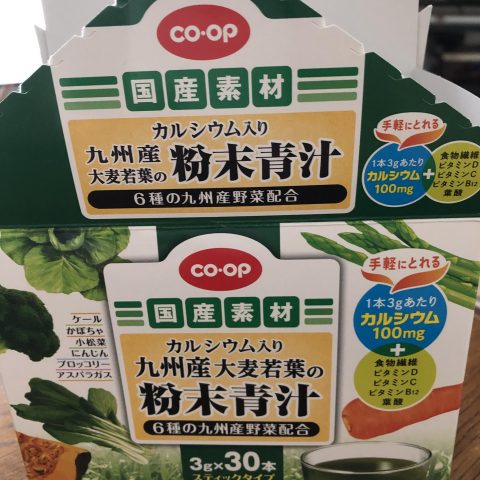 CO・OP
国産素材
カルシウム入り
九州産
大麦若葉の
粉末青汁
6種の九州産野菜配合
手軽にとれる
1本3gあたり
カルシウム
100mg
+
食物繊維
ビタミンD
ビタミンC
ビタミンB12
葉酸
CO・OP
国産素材
カルシウム入り
九州産大麦若葉の
粉末青汁
6種の九州産野菜配合
3g×30本
スティックタイプ
ケール
かぼちゃ
小松菜
にんじん
ブロッコリー
アスパラガス
手軽にとれる
1本3gあたり
カルシウム
100mg
+
食物繊維
ビタミンD
ビタミンC
ビタミンB12
葉酸